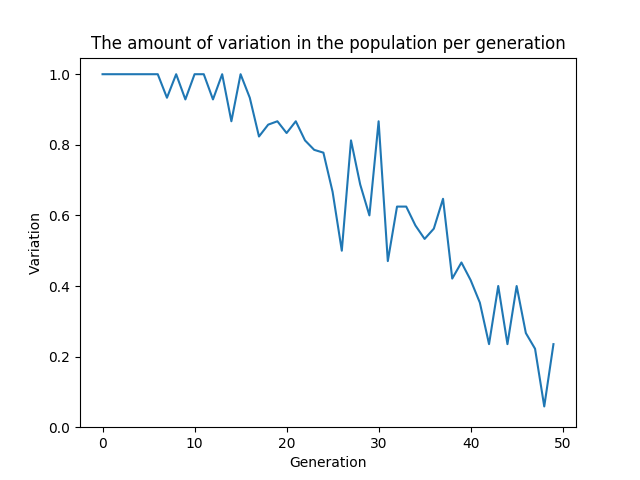 The amount of variation in the population per generation
1.0
0.8
0.6
0.4
0.2
0.0
Variation
0 10 20 30 40 50
Generation